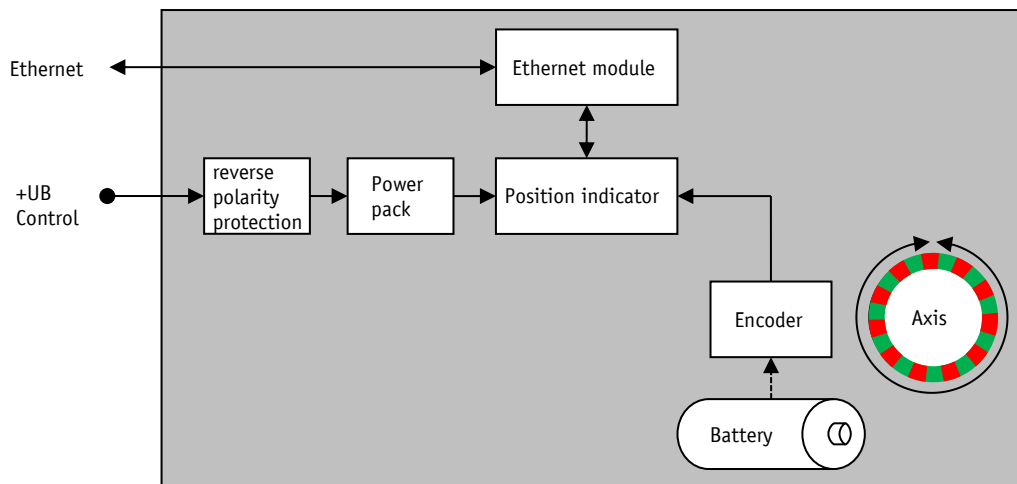 Ethernet
Ethernet module
+UB
Control
reverse
polarity
protection
Power
pack
Position indicator
Encoder
Axis
Battery